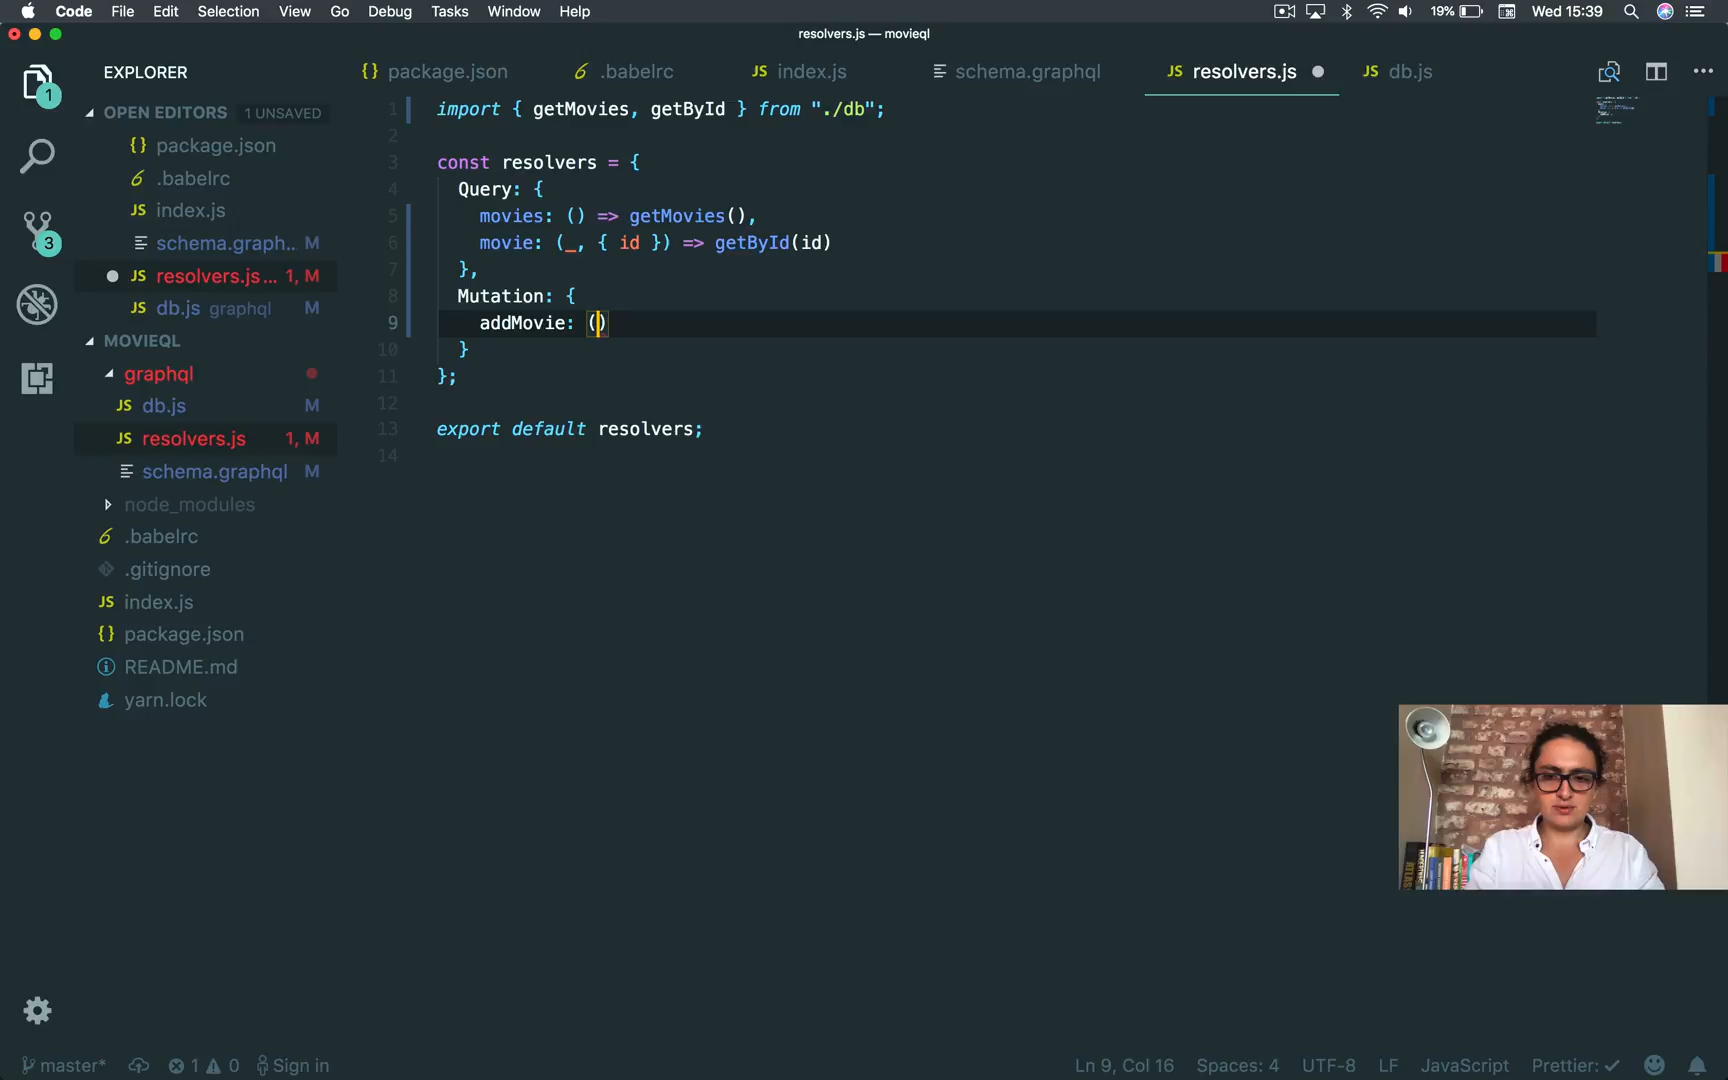 Code File Edit Selection View Go Debug Tasks Window Help 19% Wed 15:39
resolvers.js — movieql
EXPLORER
{} package.json
.babelrc
JS index.js
schema.graphql
JS resolvers.js
JS db.js
1
3
OPEN EDITORS 1 UNSAVED
{} package.json
.babelrc
JS index.js
schema.graph.. M
JS resolvers.js... 1, M
JS db.js graphql M
MOVIEQL
graphql
JS db.js M
JS resolvers.js 1, M
schema.graphql M
node_modules
.babelrc
.gitignore
JS index.js
{} package.json
README.md
yarn.lock
1 import { getMovies, getById } from "./db";
2
3 const resolvers = {
4 Query: {
5 movies: () => getMovies(),
6 movie: (_, { id }) => getById(id)
7 },
8 Mutation: {
9 addMovie: ()
10 }
11 };
12
13 export default resolvers;
14
master* 1 0 Sign in Ln 9, Col 16 Spaces: 4 UTF-8 LF JavaScript Prettier: ✓